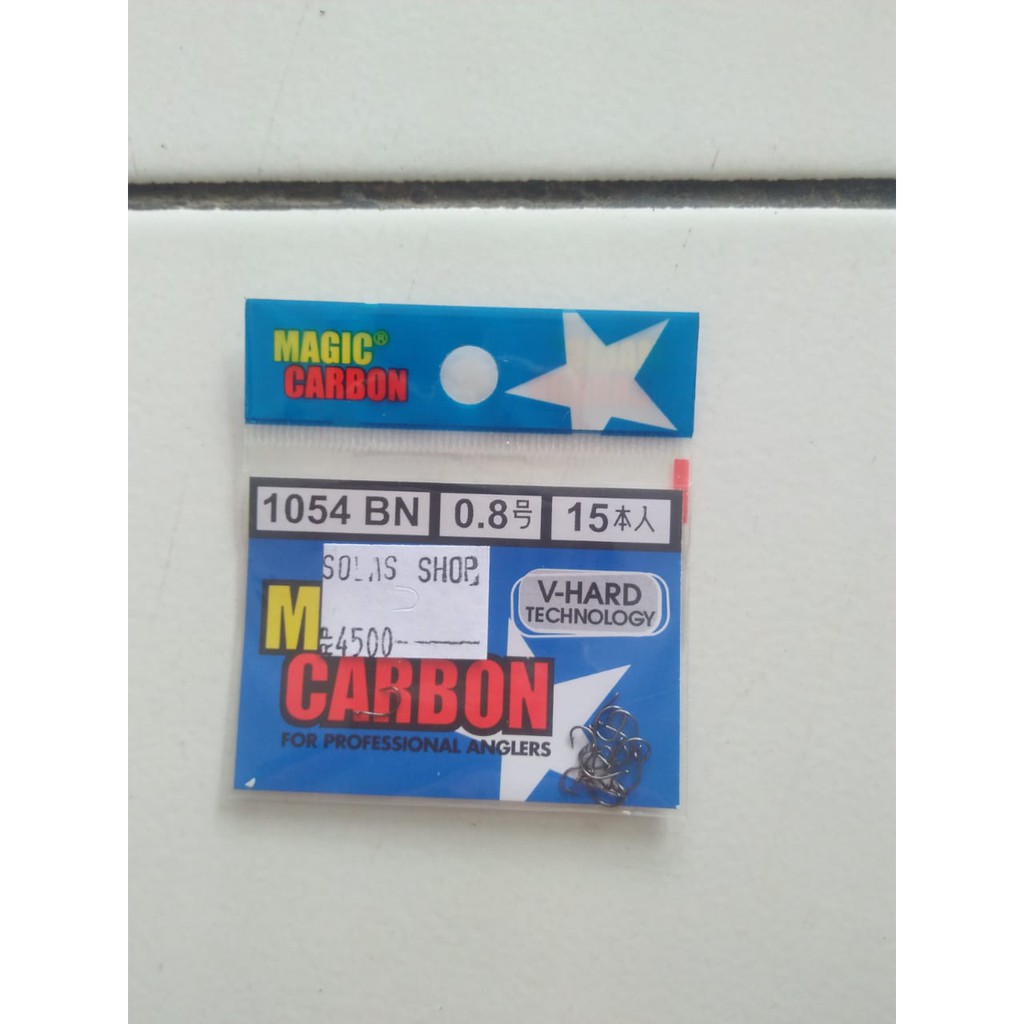 MAGIC®
CARBON
1054 BN 0.8号 15本入
SOLAS SHOP
V-HARD
TECHNOLOGY
M
RP4500
CARBON
FOR PROFESSIONAL ANGLERS